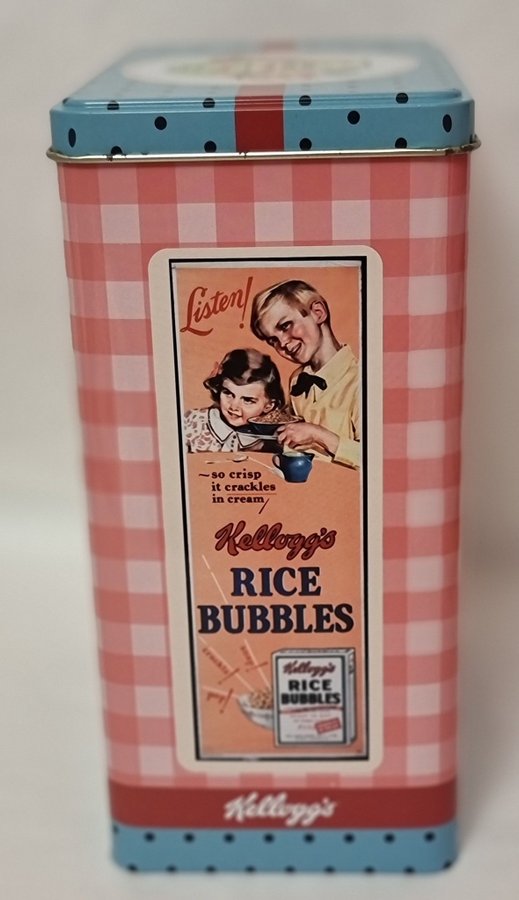 Listen!
so crisp
it crackles
in cream
Kellogg's
RICE
BUBBLES
Kellogg's
RICE
BUBBLES
Kellogg's